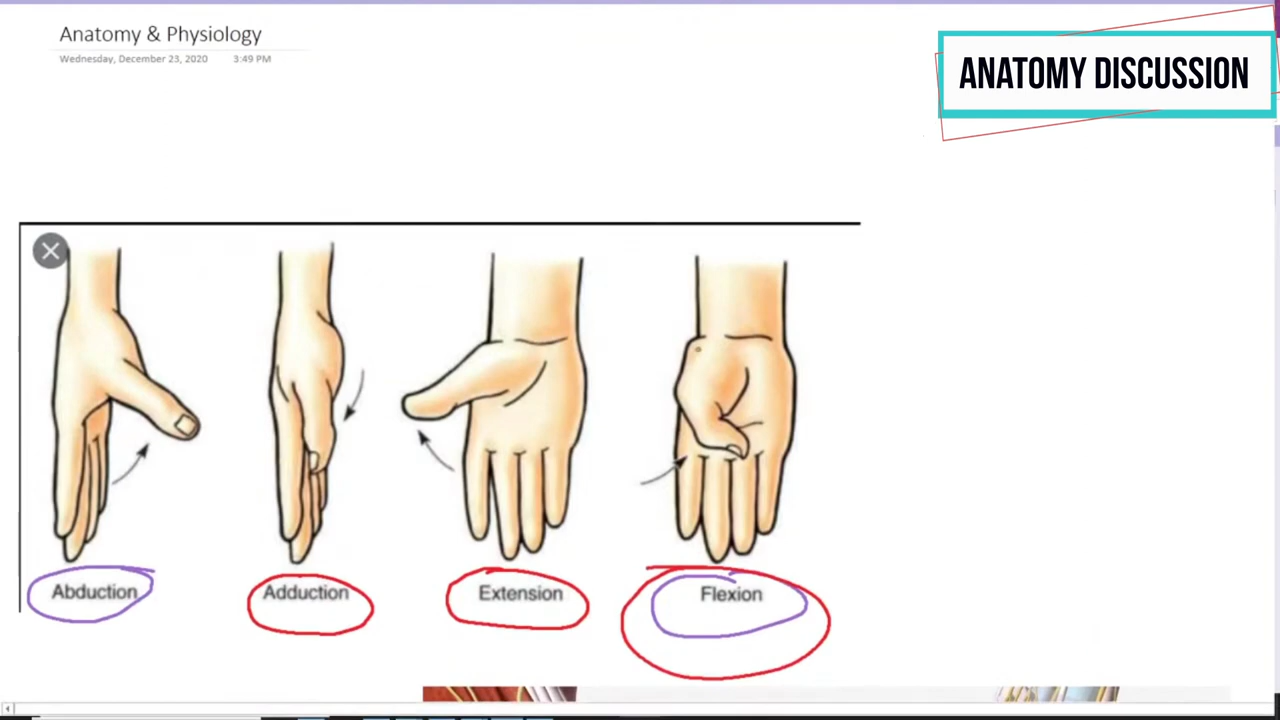 Anatomy & Physiology
Wednesday, December 23, 2020 3:49 PM
ANATOMY DISCUSSION
Abduction Adduction Extension Flexion